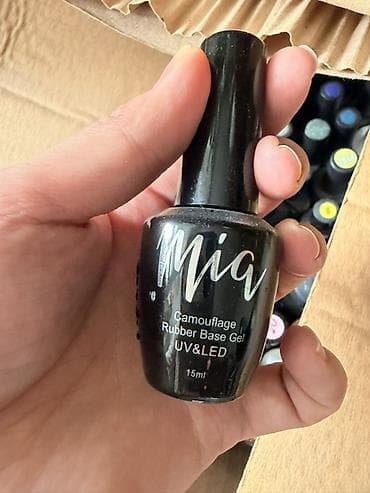 Mia
Camouflage
Rubber Base Gel
UV&LED
15ml